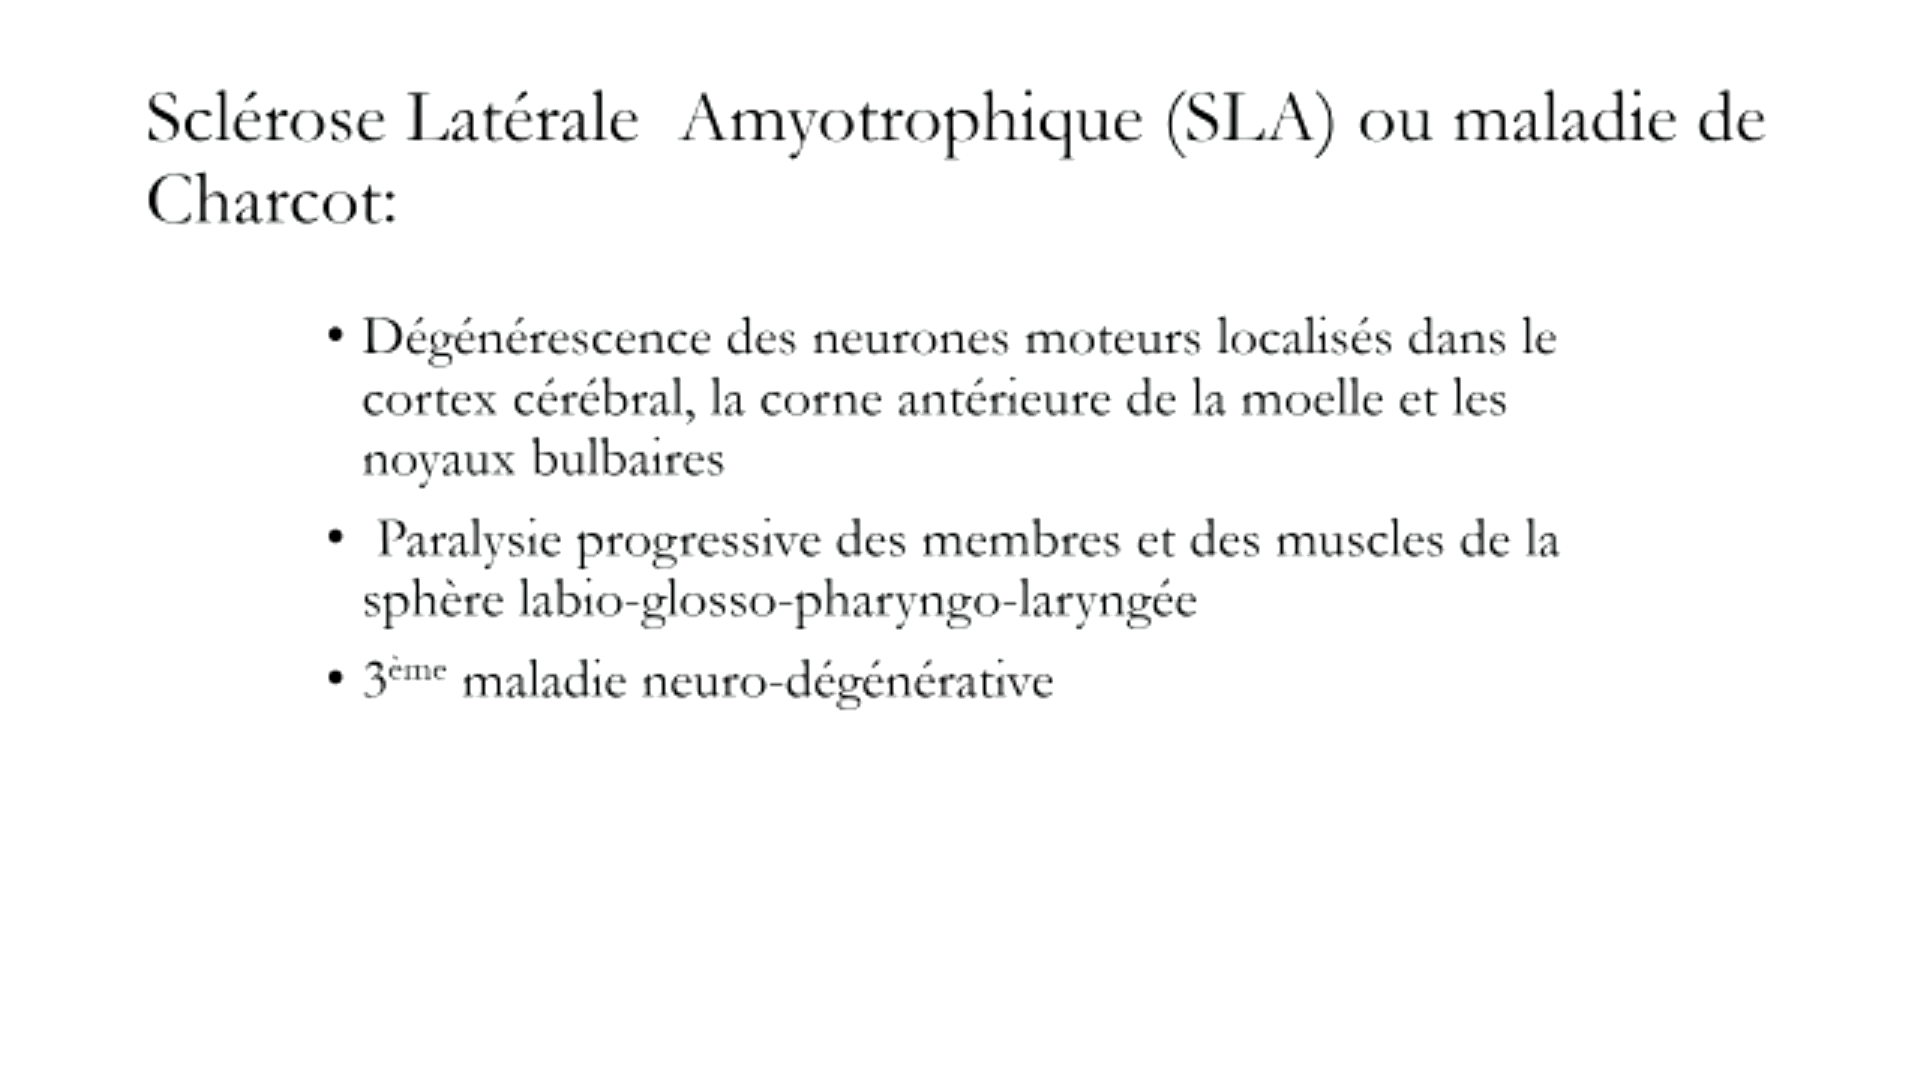 Sclérose Latérale  Amyotrophique (SLA) ou maladie de
Charcot:
• Dégénérescence des neurones moteurs localisés dans le
cortex cérébral, la corne antérieure de la moelle et les
noyaux bulbaires
•  Paralysie progressive des membres et des muscles de la
sphère labio-glosso-pharyngo-laryngée
• 3ème maladie neuro-dégénérative